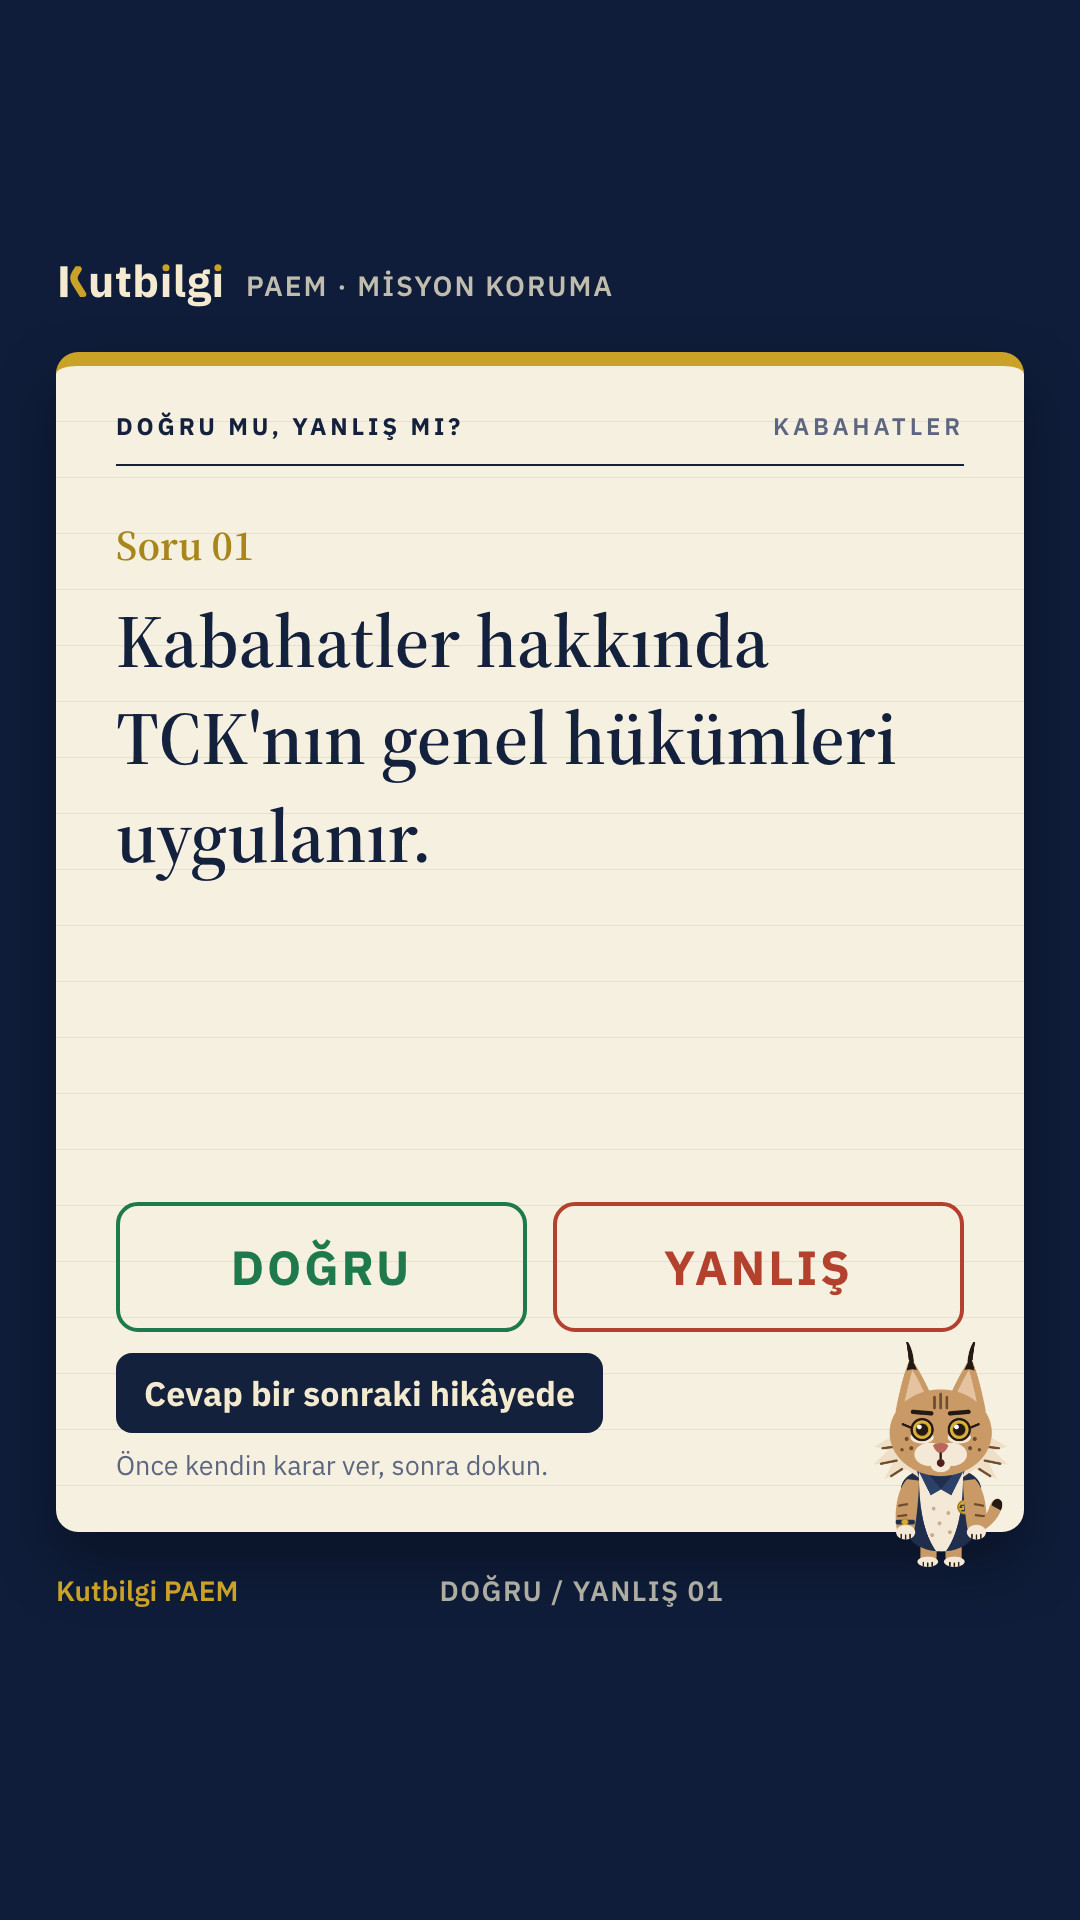 Kutbilgi PAEM · MİSYON KORUMA
DOĞRU MU, YANLIŞ MI? KABAHATLER
Soru 01
Kabahatler hakkında
TCK'nın genel hükümleri
uygulanır.
DOĞRU YANLIŞ
Cevap bir sonraki hikâyede
Önce kendin karar ver, sonra dokun.
Kutbilgi PAEM DOĞRU / YANLIŞ 01